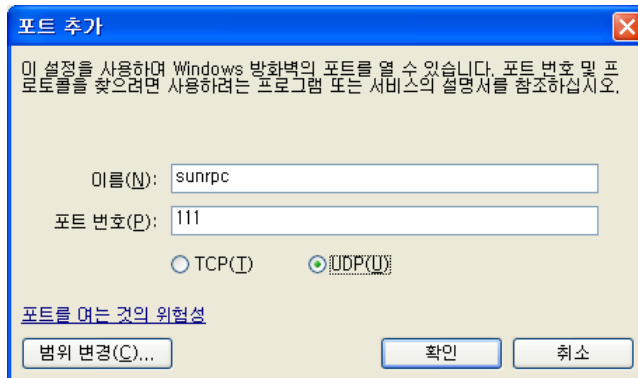 포트 추가
이 설정을 사용하여 Windows 방화벽의 포트를 열 수 있습니다. 포트 번호 및 프
로토콜을 찾으려면 사용하려는 프로그램 또는 서비스의 설명서를 참조하십시오.
이름(N): sunrpc
포트 번호(P): 111
TCP(T) UDP(U)
포트를 여는 것의 위험성
범위 변경(C)... 확인 취소